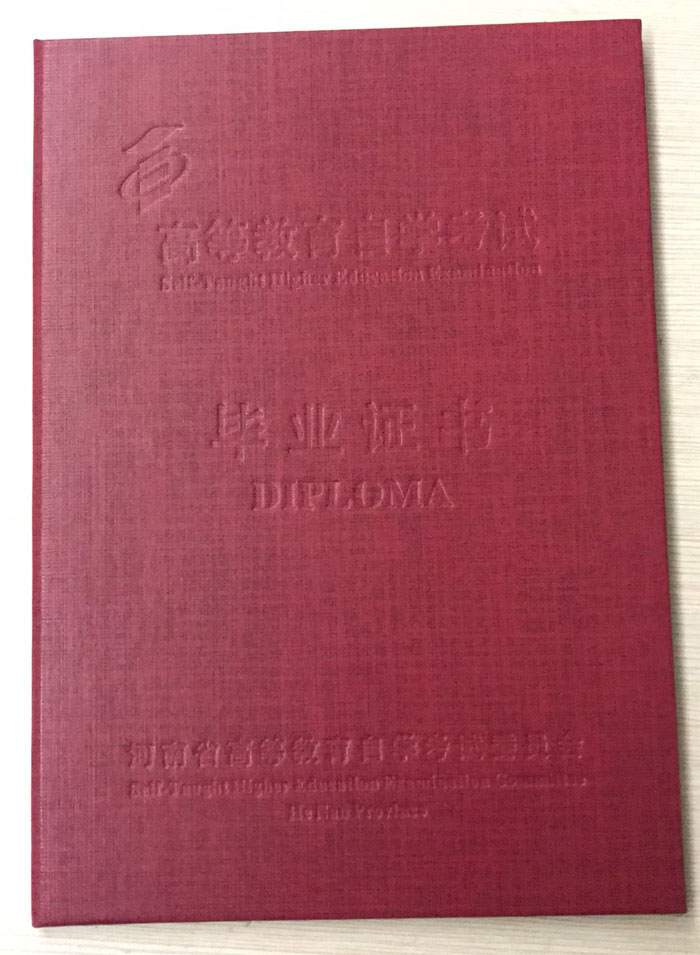 高等教育自学考试
Self-Taught Higher Education Examination
毕业证书
DIPLOMA
河南省高等教育自学考试委员会
Self-Taught Higher Education Examination Committee
HeNan Province